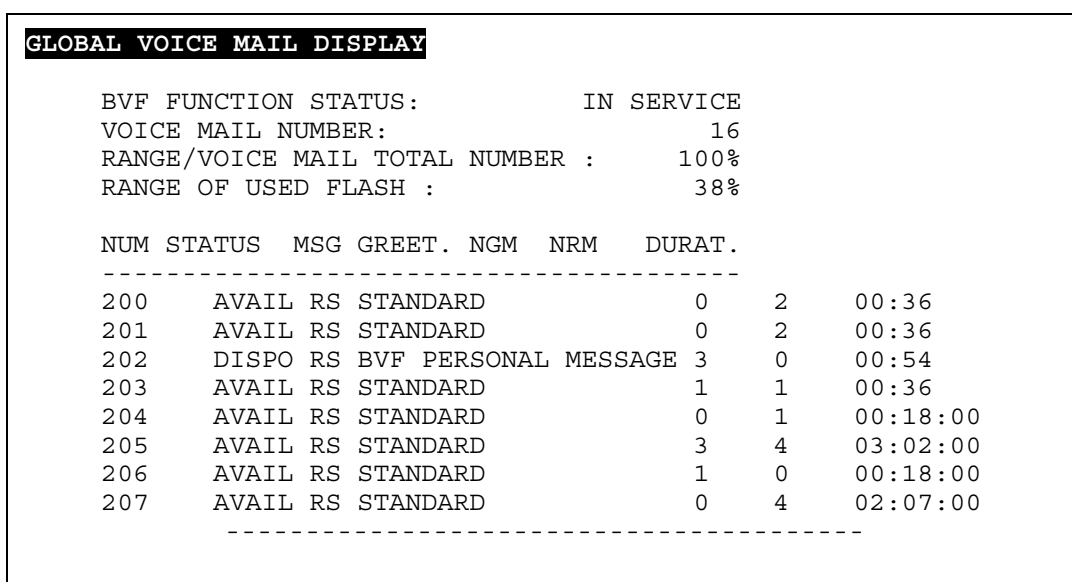 GLOBAL VOICE MAIL DISPLAY
BVF FUNCTION STATUS: IN SERVICE
VOICE MAIL NUMBER: 16
RANGE/VOICE MAIL TOTAL NUMBER : 100%
RANGE OF USED FLASH : 38%
NUM STATUS MSG GREET. NGM NRM DURAT.
----------------------------------------
200 AVAIL RS STANDARD 0 2 00:36
201 AVAIL RS STANDARD 0 2 00:36
202 DISPO RS BVF PERSONAL MESSAGE 3 0 00:54
203 AVAIL RS STANDARD 1 1 00:36
204 AVAIL RS STANDARD 0 1 00:18:00
205 AVAIL RS STANDARD 3 4 03:02:00
206 AVAIL RS STANDARD 1 0 00:18:00
207 AVAIL RS STANDARD 0 4 02:07:00
----------------------------------------